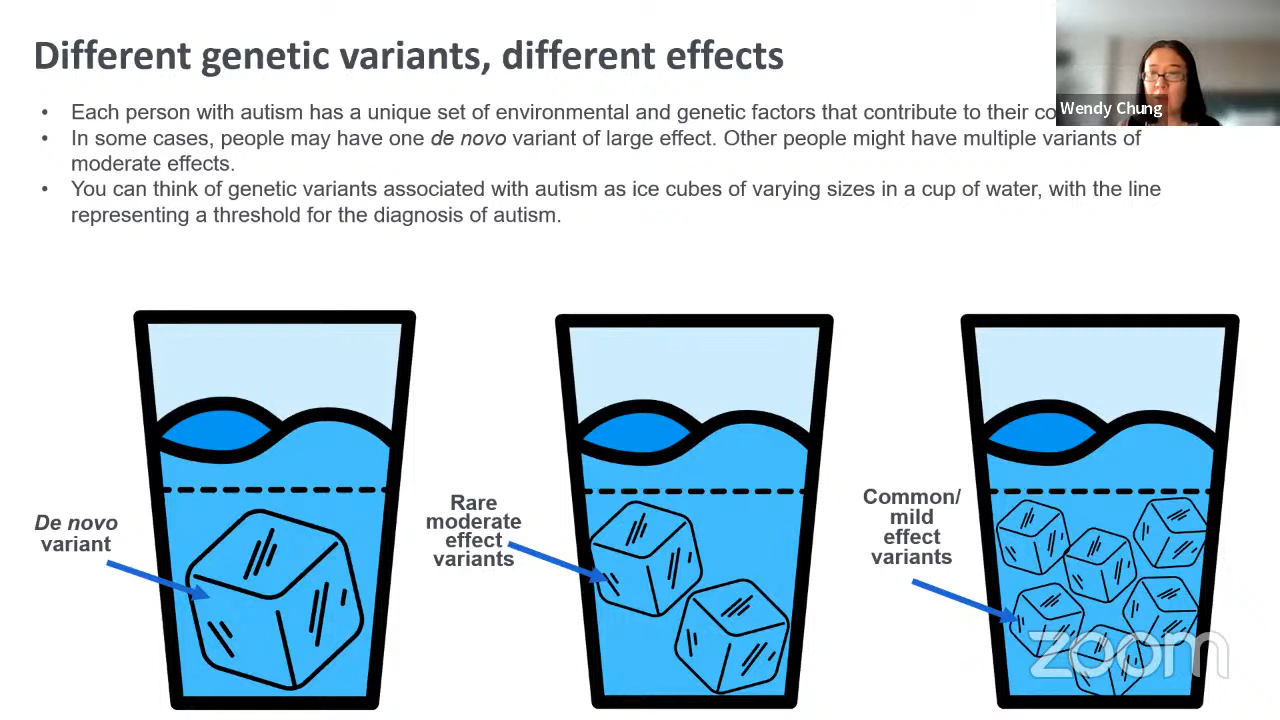 Different genetic variants, different effects
Wendy Chung
• Each person with autism has a unique set of environmental and genetic factors that contribute to their
• In some cases, people may have one de novo variant of large effect. Other people might have multiple variants of
moderate effects.
• You can think of genetic variants associated with autism as ice cubes of varying sizes in a cup of water, with the line
representing a threshold for the diagnosis of autism.
De novo
variant
Rare
moderate
effect
variants
Common/
mild
effect
variants
zoom